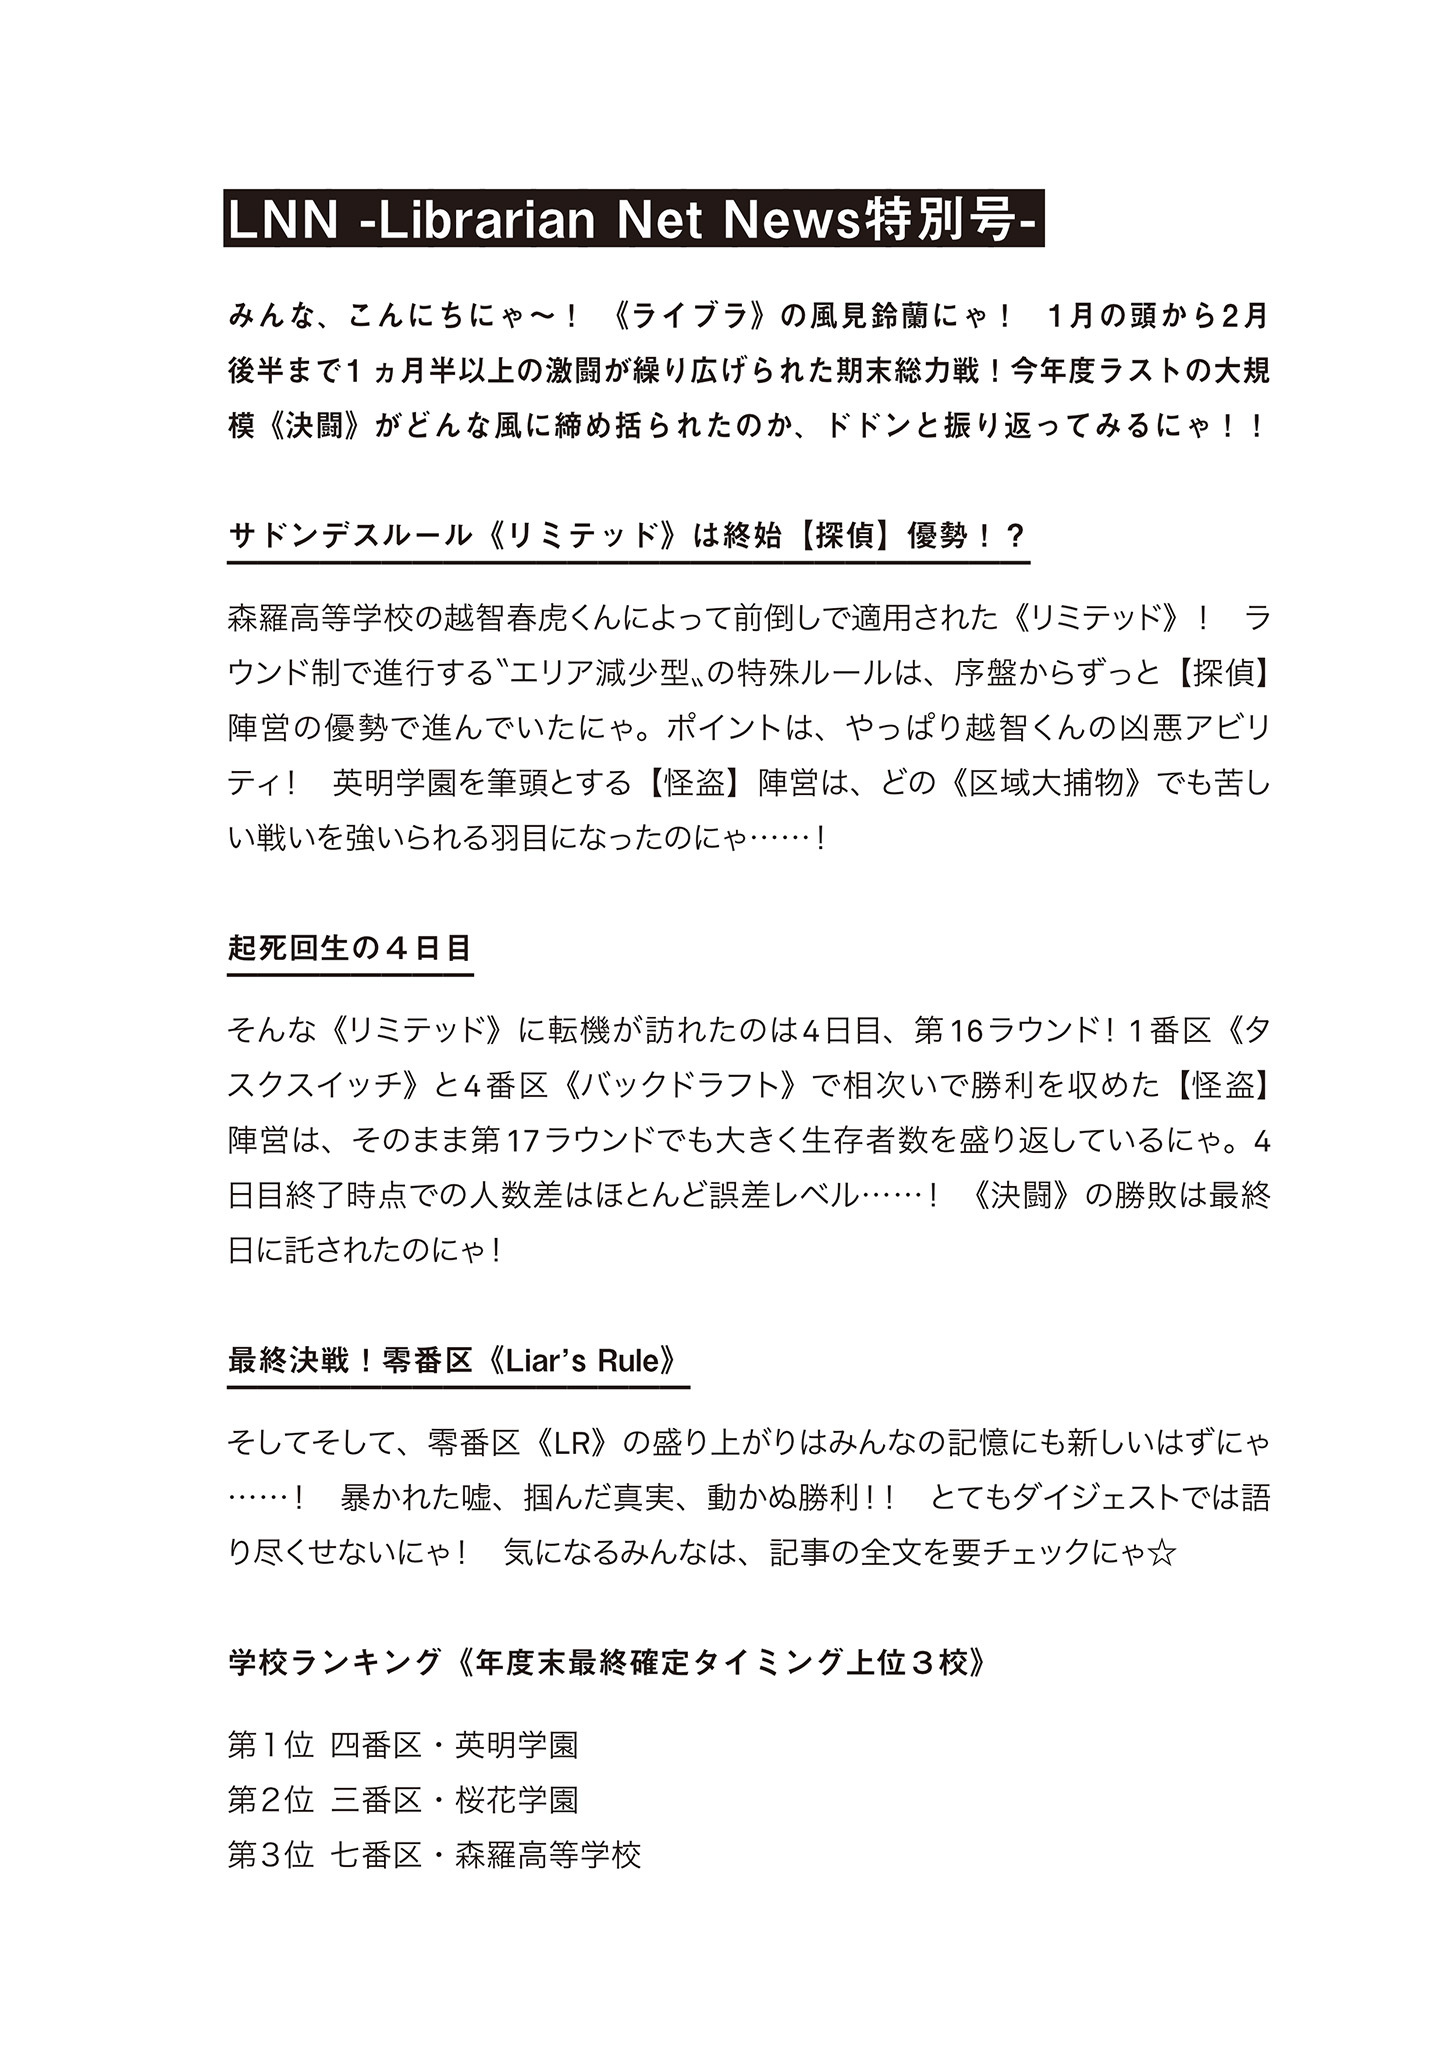 LNN -Librarian Net News特別号-
みんな、こんにちにゃ～！　《ライブラ》の風見鈴蘭にゃ！　1月の頭から2月
後半まで1ヵ月半以上の激闘が繰り広げられた期末総力戦！今年度ラストの大規
模《決闘》がどんな風に締め括られたのか、ドドンと振り返ってみるにゃ！！
サドンデスルール《リミテッド》は終始【探偵】優勢！？
森羅高等学校の越智春虎くんによって前倒しで適用された《リミテッド》！　ラ
ウンド制で進行する〝エリア減少型〟の特殊ルールは、序盤からずっと【探偵】
陣営の優勢で進んでいたにゃ。ポイントは、やっぱり越智くんの凶悪アビリ
ティ！　英明学園を筆頭とする【怪盗】陣営は、どの《区域大捕物》でも苦し
い戦いを強いられる羽目になったのにゃ……！
起死回生の４日目
そんな《リミテッド》に転機が訪れたのは4日目、第16ラウンド！1番区《タ
スクスイッチ》と4番区《バックドラフト》で相次いで勝利を収めた【怪盗】
陣営は、そのまま第17ラウンドでも大きく生存者数を盛り返しているにゃ。4
日目終了時点での人数差はほとんど誤差レベル……！　《決闘》の勝敗は最終
日に託されたのにゃ！
最終決戦！零番区《Liar’s Rule》
そしてそして、零番区《LR》の盛り上がりはみんなの記憶にも新しいはずにゃ
……！　暴かれた嘘、掴んだ真実、動かぬ勝利！！　とてもダイジェストでは語
り尽くせないにゃ！　気になるみんなは、記事の全文を要チェックにゃ☆
学校ランキング《年度末最終確定タイミング上位３校》
第1位 四番区・英明学園
第2位 三番区・桜花学園
第3位 七番区・森羅高等学校